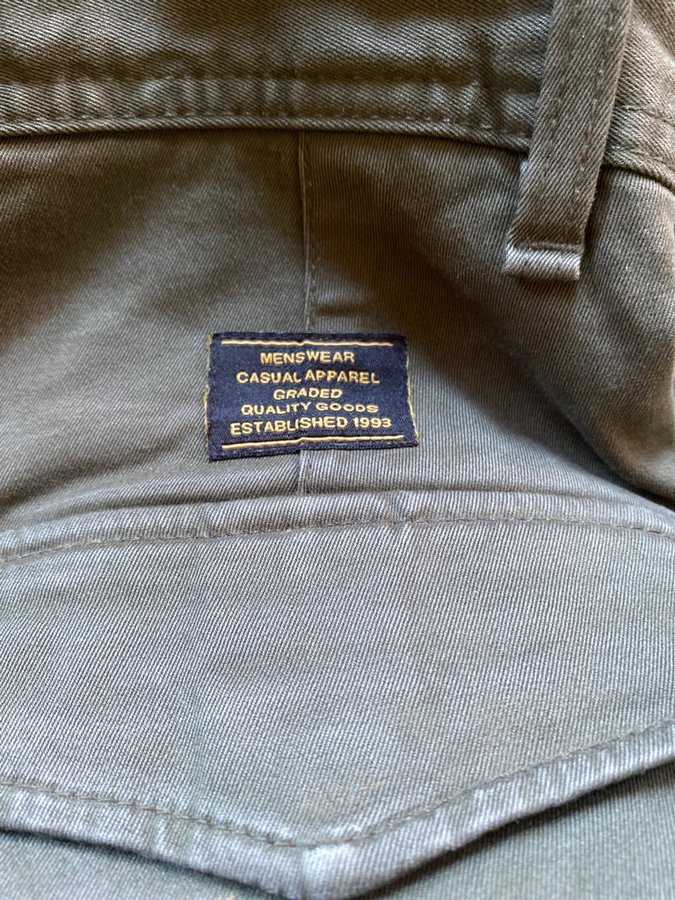 MENSWEAR
CASUAL APPAREL
GRADED
QUALITY GOODS
ESTABLISHED 1993